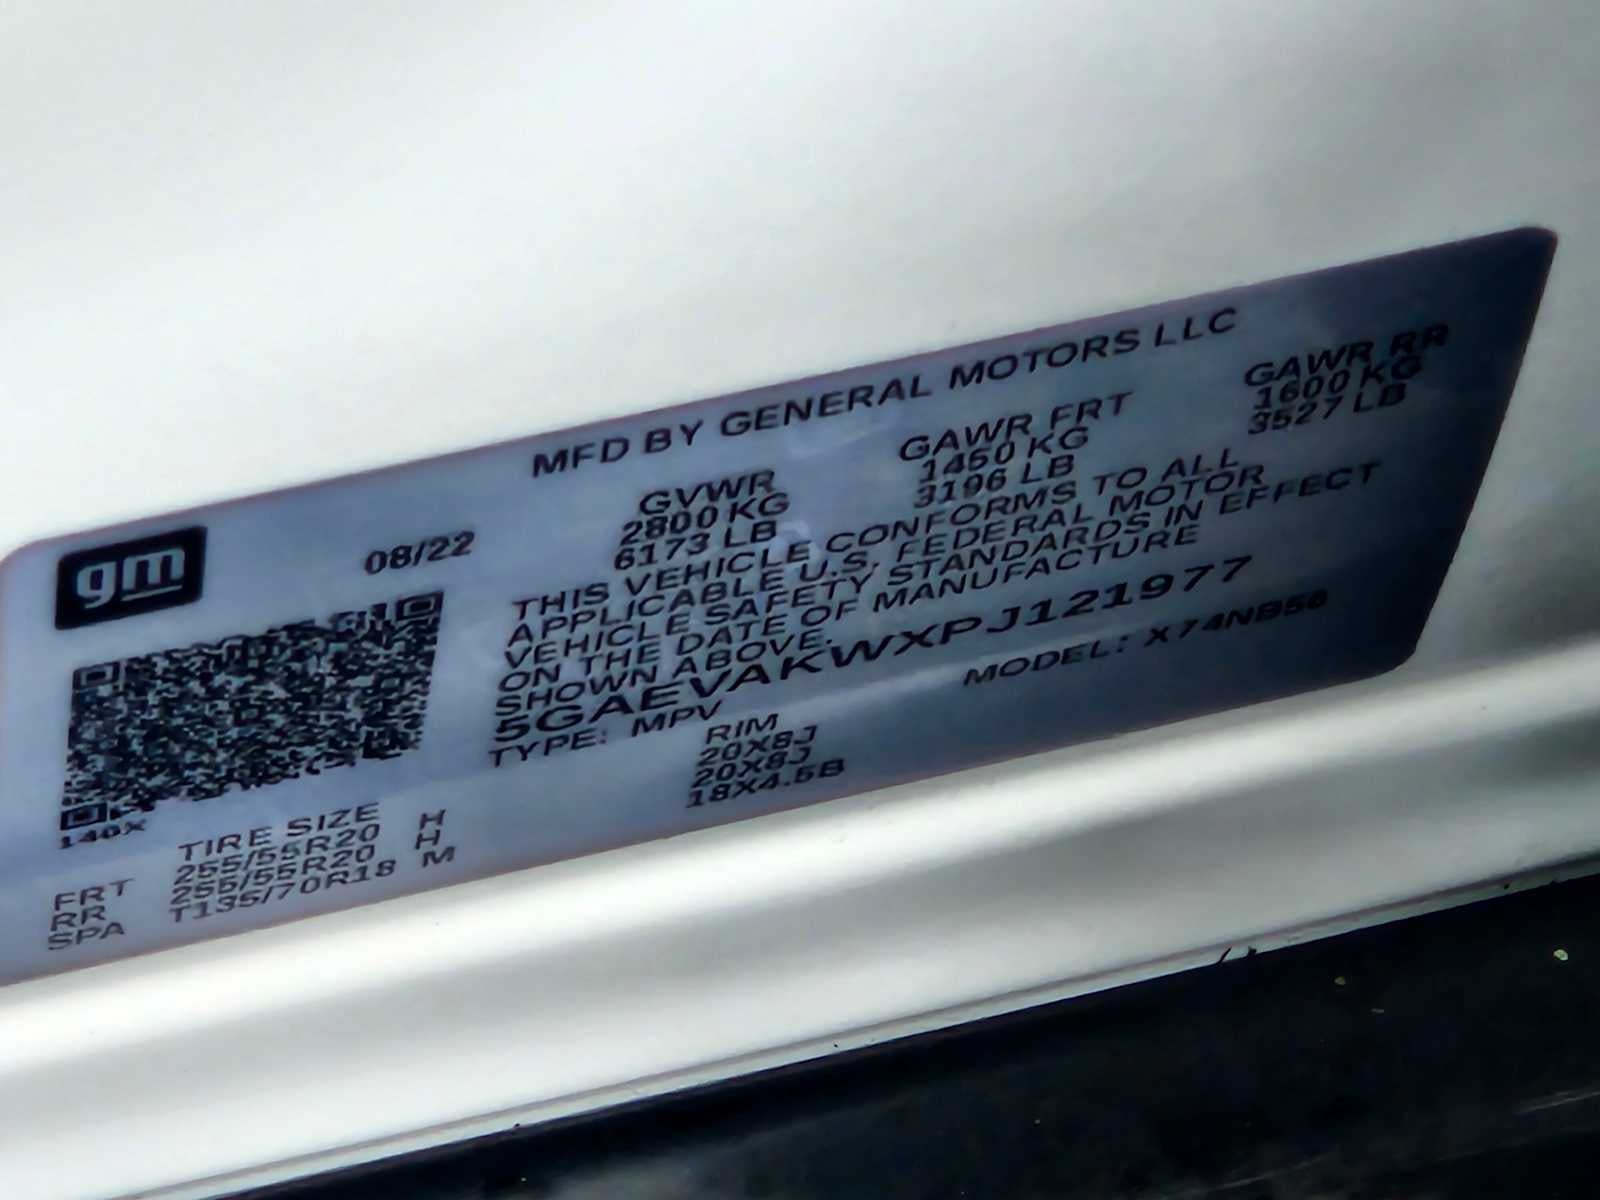 MFD BY GENERAL MOTORS LLC
gm
08/22
GVWR GAWR FRT GAWR RR
2800 KG 1450 KG 1600 KG
6173 LB 3196 LB 3527 LB
THIS VEHICLE CONFORMS TO ALL
APPLICABLE U.S. FEDERAL MOTOR
VEHICLE SAFETY STANDARDS IN EFFECT
ON THE DATE OF MANUFACTURE
SHOWN ABOVE.
5GAEVAKWXPJ121977
TYPE: MPV MODEL: X74NB56
140X
TIRE SIZE RIM
FRT 255/55R20 H 20X8J
RR 255/55R20 H 20X8J
SPA T135/70R18 M 18X4.5B